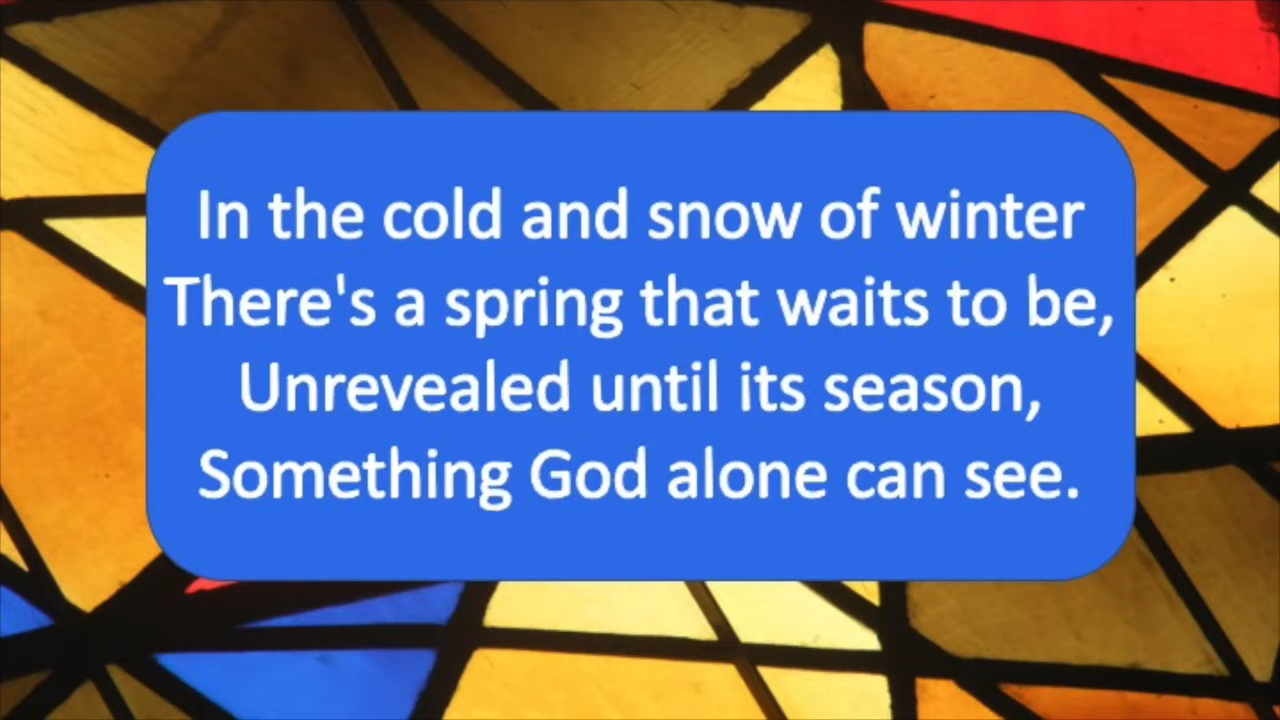 In the cold and snow of winter
There's a spring that waits to be,
Unrevealed until its season,
Something God alone can see.